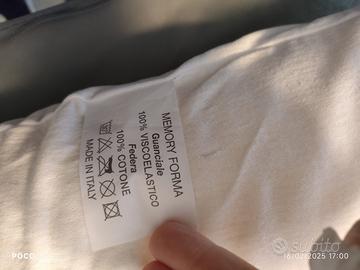 MEMORY FORMA
Guanciale
100% VISCOELASTICO
Federa
100% COTONE
MADE IN ITALY
POCO
subito
16/02/2025 17:00